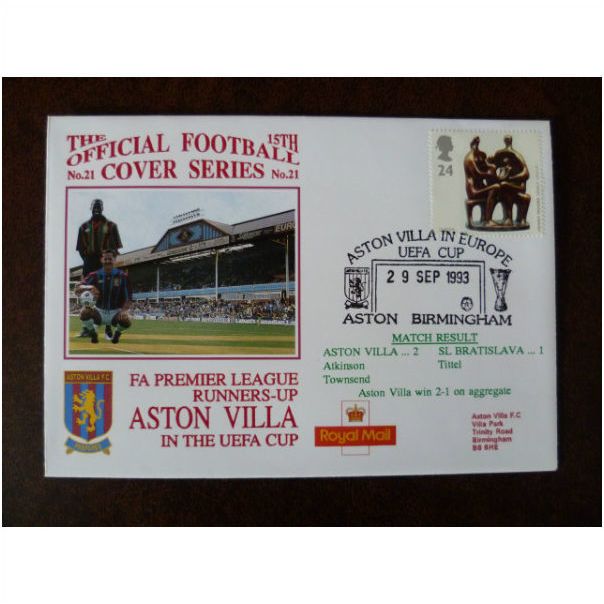 THE OFFICIAL FOOTBALL 15TH
No.21 COVER SERIES No.21
24
ASTON VILLA IN EUROPE
UEFA CUP
29 SEP 1993
ASTON BIRMINGHAM
MATCH RESULT
ASTON VILLA ... 2 SL BRATISLAVA ... 1
Atkinson Tittel
Townsend
Aston Villa win 2-1 on aggregate
ASTON VILLA F.C
FA PREMIER LEAGUE
RUNNERS-UP
ASTON VILLA
IN THE UEFA CUP
Royal Mail
Aston Villa F.C
Villa Park
Trinity Road
Birmingham
B6 6HE